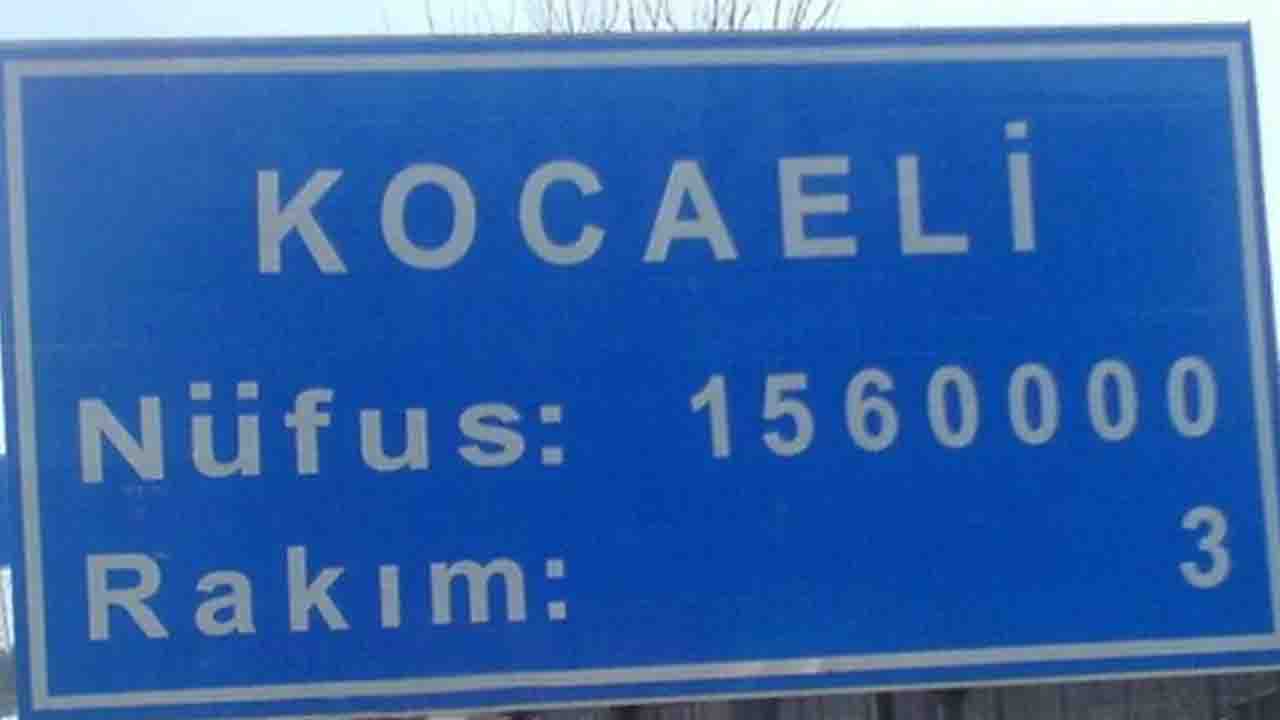 KOCAELİ
Nüfus: 1560000
Rakım: 3